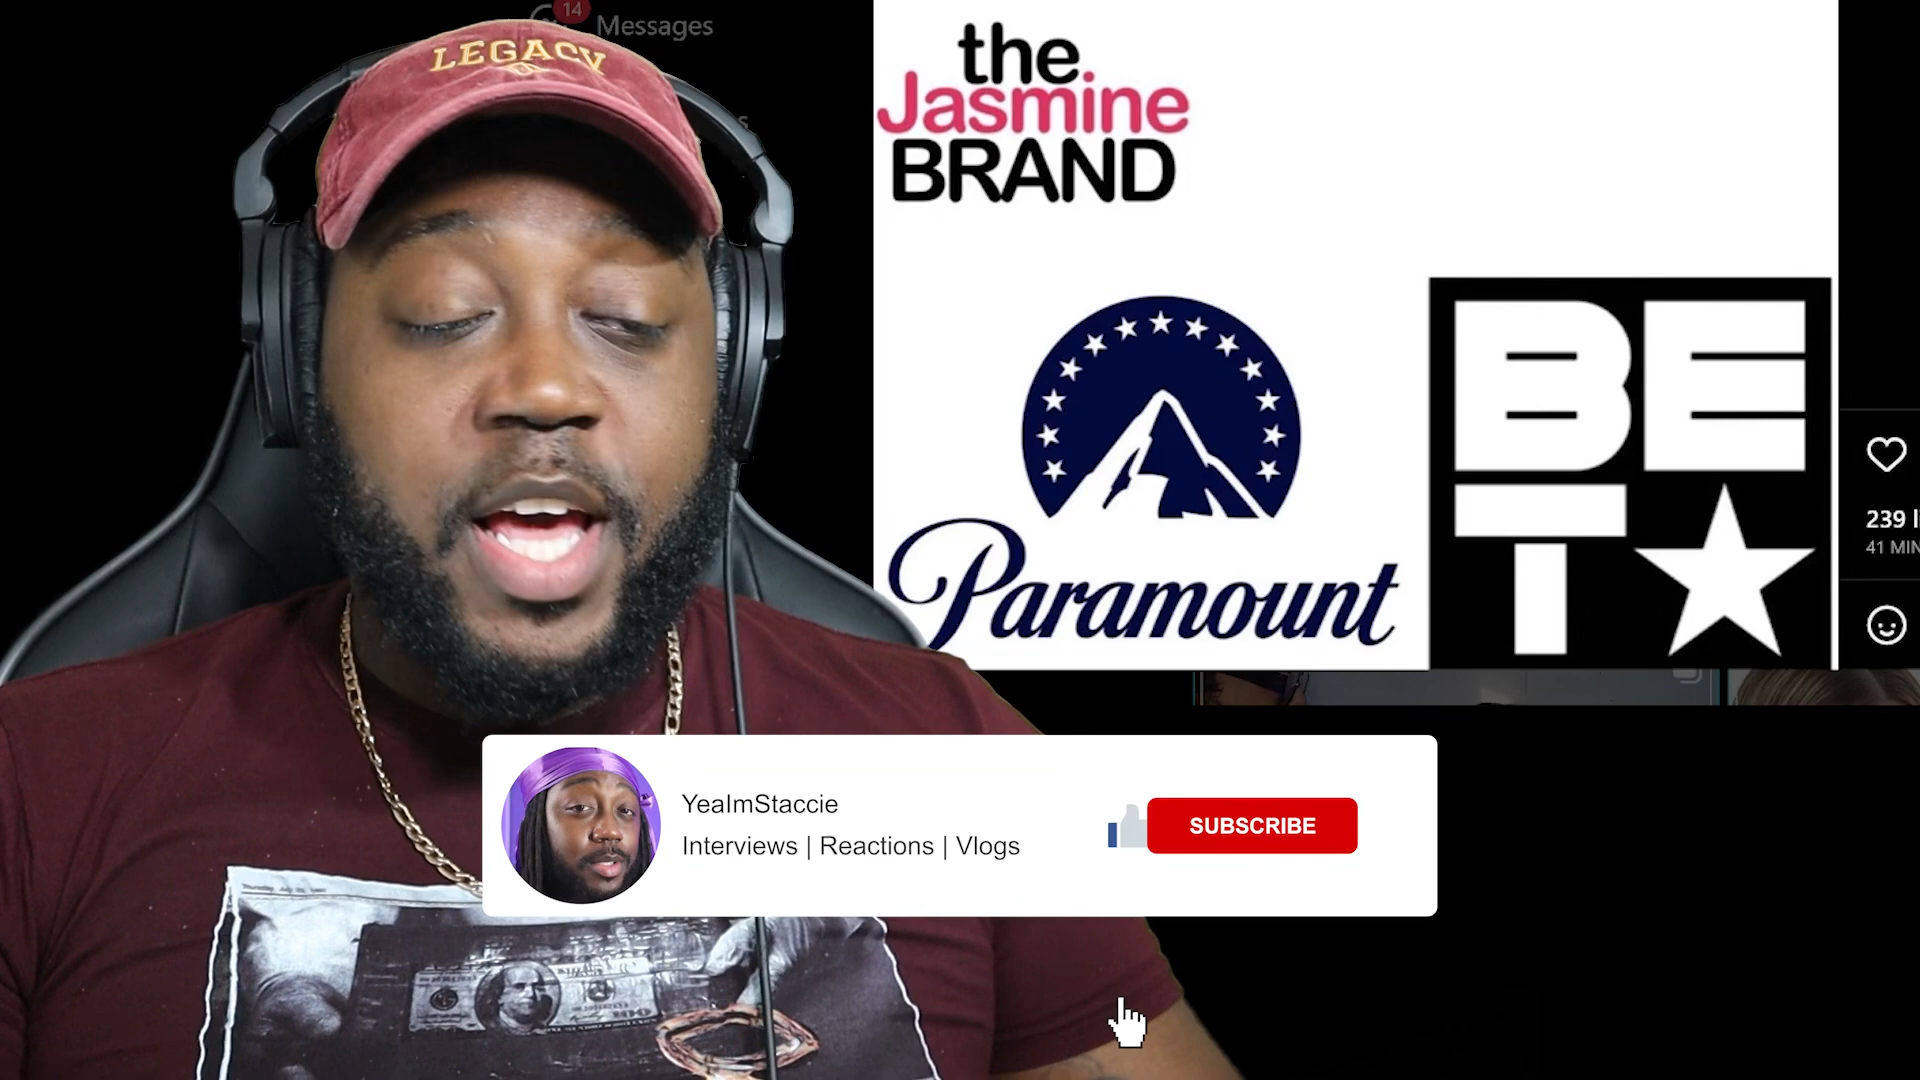 14
Messages
LEGACY
the
Jasmine
BRAND
Paramount
BET
239 l
41 MIN
YeaImStaccie
Interviews | Reactions | Vlogs
SUBSCRIBE